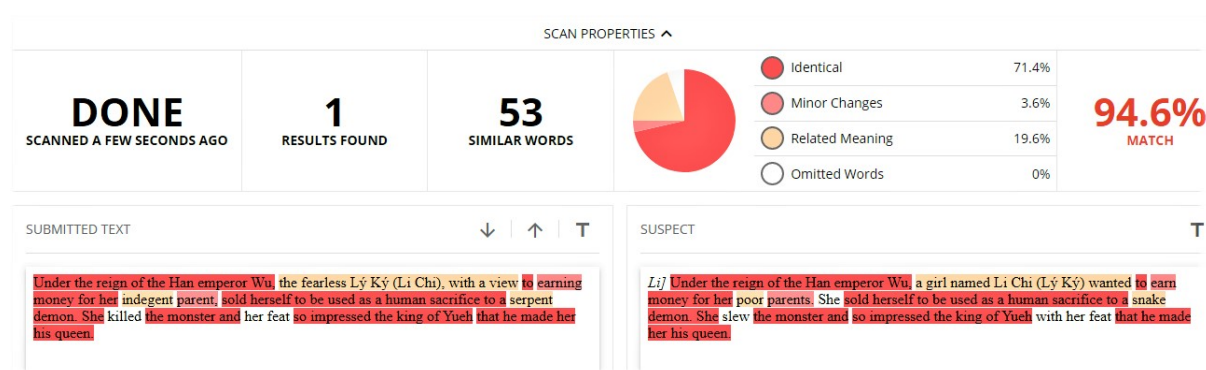 SCAN PROPERTIES
DONE
SCANNED A FEW SECONDS AGO
1
RESULTS FOUND
53
SIMILAR WORDS
Identical 71.4%
Minor Changes 3.6%
Related Meaning 19.6%
Omitted Words 0%
94.6%
MATCH
SUBMITTED TEXT
T
Under the reign of the Han emperor Wu, the fearless Lý Ký (Li Chi), with a view to earning
money for her indegent parent, sold herself to be used as a human sacrifice to a serpent
demon. She killed the monster and her feat so impressed the king of Yueh that he made her
his queen.
SUSPECT
T
Li] Under the reign of the Han emperor Wu, a girl named Li Chi (Lý Ký) wanted to earn
money for her poor parents. She sold herself to be used as a human sacrifice to a snake
demon. She slew the monster and so impressed the king of Yueh with her feat that he made
her his queen.